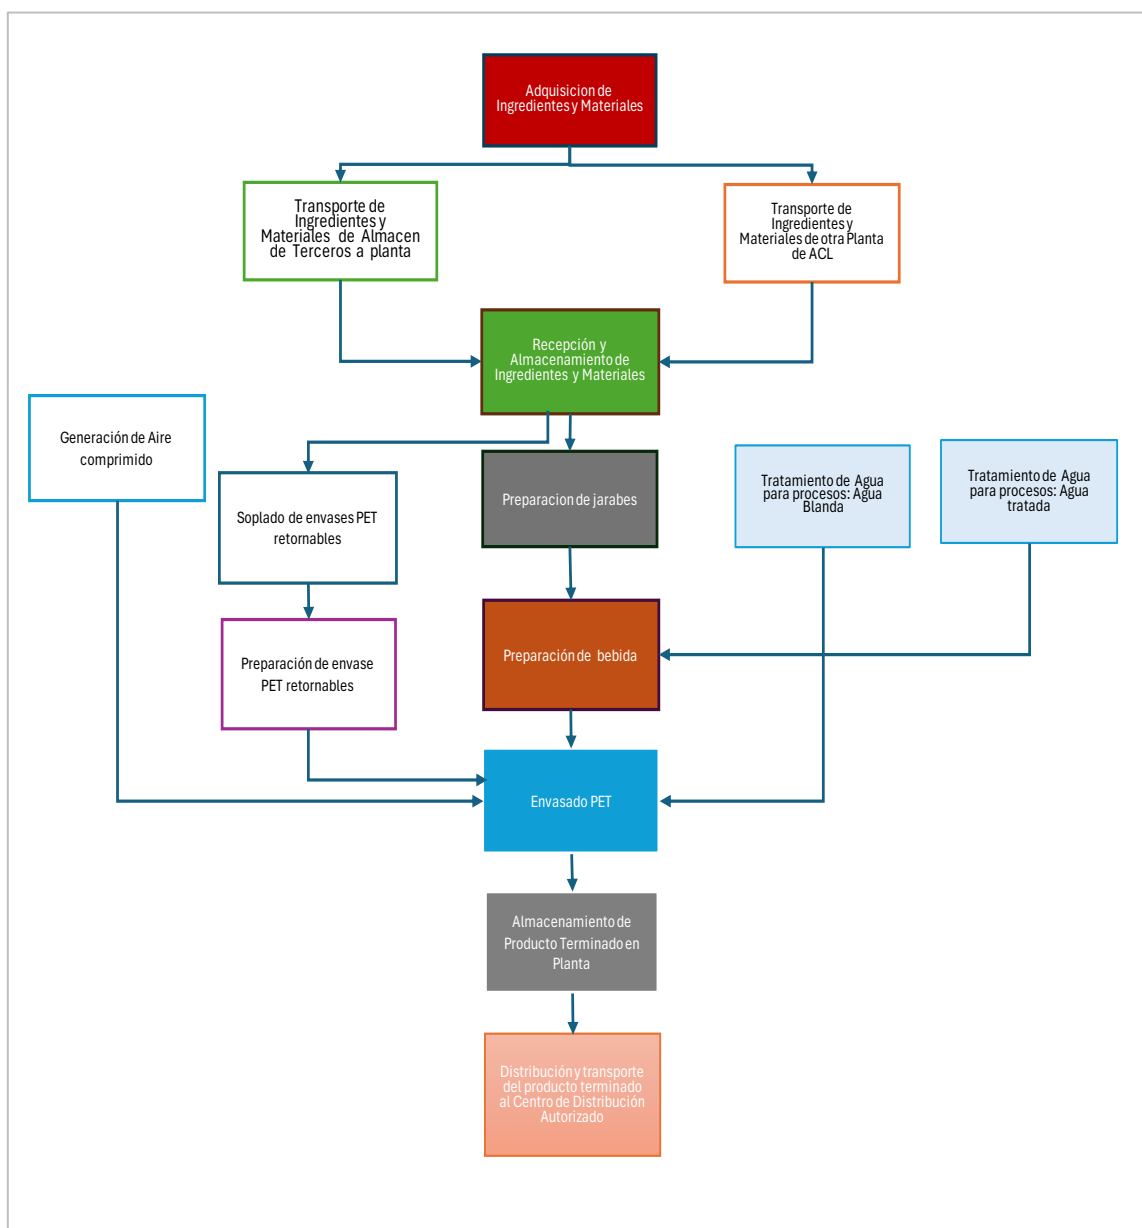 Adquisicion de
Ingredientes y Materiales
Transporte de
Ingredientes y
Materiales de Almacen
de Terceros a planta
Transporte de
Ingredientes y
Materiales de otra Planta
de ACL
Recepción y
Almacenamiento de
Ingredientes y Materiales
Generación de Aire
comprimido
Soplado de envases PET
retornables
Preparacion de jarabes
Tratamiento de Agua
para procesos: Agua
Blanda
Tratamiento de Agua
para procesos: Agua
tratada
Preparación de envase
PET retornables
Preparación de bebida
Envasado PET
Almacenamiento de
Producto Terminado en
Planta
Distribución y transporte
del producto terminado
al Centro de Distribución
Autorizado